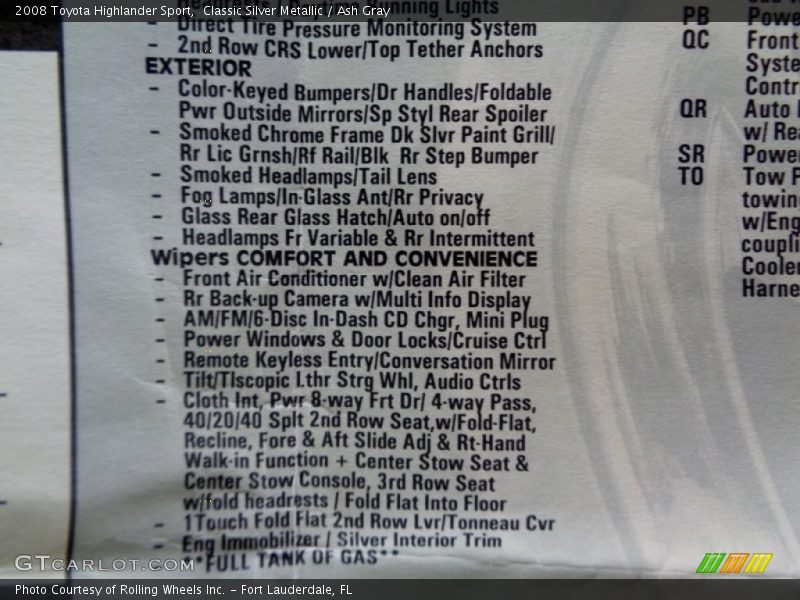 2008 Toyota Highlander Sport,  Classic Silver Metallic / Ash Gray
Running Lights
- Direct Tire Pressure Monitoring System
- 2nd Row CRS Lower/Top Tether Anchors
EXTERIOR
- Color-Keyed Bumpers/Dr Handles/Foldable
Pwr Outside Mirrors/Sp Styl Rear Spoiler
- Smoked Chrome Frame Dk Slvr Paint Grill/
Rr Lic Grnsh/Rf Rail/Blk Rr Step Bumper
- Smoked Headlamps/Tail Lens
- Fog Lamps/In-Glass Ant/Rr Privacy
- Glass Rear Glass Hatch/Auto on/off
- Headlamps Fr Variable & Rr Intermittent
Wipers COMFORT AND CONVENIENCE
- Front Air Conditioner w/Clean Air Filter
- Rr Back-up Camera w/Multi Info Display
- AM/FM/6-Disc In-Dash CD Chgr, Mini Plug
- Power Windows & Door Locks/Cruise Ctrl
- Remote Keyless Entry/Conversation Mirror
- Tilt/Tlscopic Lthr Strg Whl, Audio Ctrls
- Cloth Int, Pwr 8-way Frt Dr/ 4-way Pass,
40/20/40 Splt 2nd Row Seat,w/Fold-Flat,
Recline, Fore & Aft Slide Adj & Rt-Hand
Walk-in Function + Center Stow Seat &
Center Stow Console, 3rd Row Seat
w/fold headrests / Fold Flat Into Floor
- 1Touch Fold Flat 2nd Row Lvr/Tonneau Cvr
- Eng Immobilizer / Silver Interior Trim
**FULL TANK OF GAS**
PB Powe
QC Front
Syste
Contr
QR Auto
w/ Rea
SR Power
TO Tow P
towin
w/Eng
coupli
Cooler
Harne
GTcarlot.com
Photo Courtesy of Rolling Wheels Inc. – Fort Lauderdale, FL